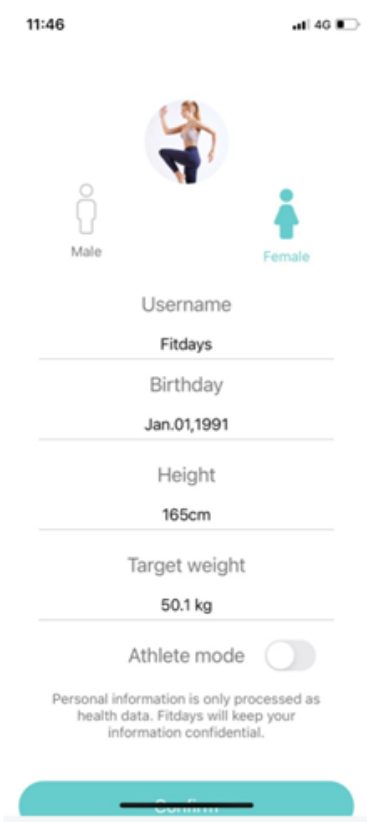 11:46
4G
Male
Female
Username
Fitdays
Birthday
Jan.01,1991
Height
165cm
Target weight
50.1 kg
Athlete mode
Personal information is only processed as
health data. Fitdays will keep your
information confidential.
Confirm